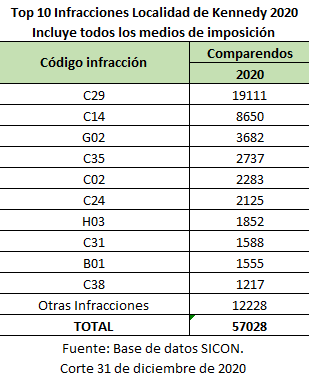 Top 10 Infracciones Localidad de Kennedy 2020
Incluye todos los medios de imposición
Código infracción Comparendos
2020
C29 19111
C14 8650
G02 3682
C35 2737
C02 2283
C24 2125
H03 1852
C31 1588
B01 1555
C38 1217
Otras Infracciones 12228
TOTAL 57028
Fuente: Base de datos SICON.
Corte 31 de diciembre de 2020